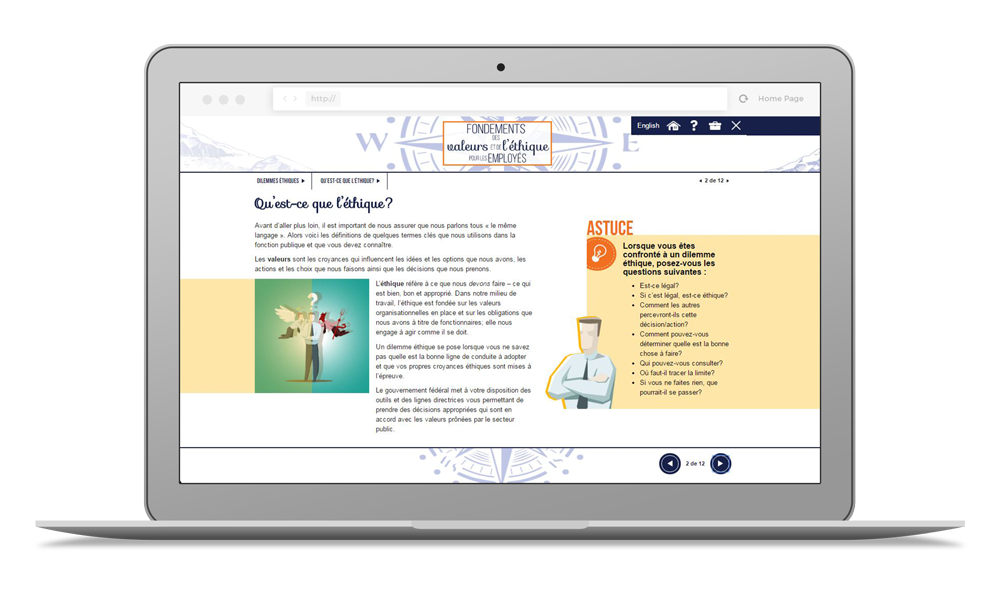 http://
Home Page
English ?
W E
FONDEMENTS
DES
valeurs ET DE l'éthique
POUR LES EMPLOYÉS
DILEMMES ÉTHIQUES
QU'EST-CE QUE L'ÉTHIQUE?
2 de 12
Qu'est-ce que l'éthique?
Avant d'aller plus loin, il est important de nous assurer que nous parlons tous « le même
langage ». Alors voici les définitions de quelques termes clés que nous utilisons dans la
fonction publique et que vous devez connaître.
Les valeurs sont les croyances qui influencent les idées et les options que nous avons, les
actions et les choix que nous faisons ainsi que les décisions que nous prenons.
L'éthique réfère à ce que nous devons faire – ce qui
est bien, bon et approprié. Dans notre milieu de
travail, l'éthique est fondée sur les valeurs
organisationnelles en place et sur les obligations que
nous avons à titre de fonctionnaires; elle nous
engage à agir comme il se doit.
Un dilemme éthique se pose lorsque vous ne savez
pas quelle est la bonne ligne de conduite à adopter
et que vos propres croyances éthiques sont mises à
l'épreuve.
Le gouvernement fédéral met à votre disposition des
outils et des lignes directrices vous permettant de
prendre des décisions appropriées qui sont en
accord avec les valeurs prônées par le secteur
public.
ASTUCE
Lorsque vous êtes
confronté à un dilemme
éthique, posez-vous les
questions suivantes :
• Est-ce légal?
• Si c'est légal, est-ce éthique?
• Comment les autres
percevront-ils cette
décision/action?
• Comment pouvez-vous
déterminer quelle est la bonne
chose à faire?
• Qui pouvez-vous consulter?
• Où faut-il tracer la limite?
• Si vous ne faites rien, que
pourrait-il se passer?
2 de 12